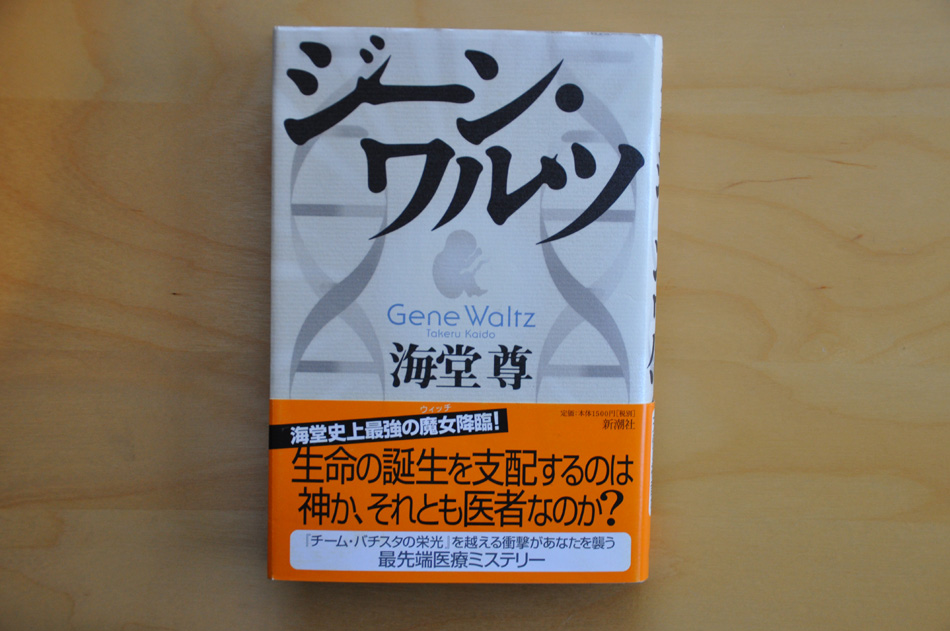 ジーン・
ワルツ
Gene Waltz
Takeru Kaido
海堂 尊
定価:本体1500円[税別]
新潮社
ウィッチ
海堂史上最強の魔女降臨!
生命の誕生を支配するのは
神か、それとも医者なのか?
『チーム・バチスタの栄光』を越える衝撃があなたを襲う
最先端医療ミステリー